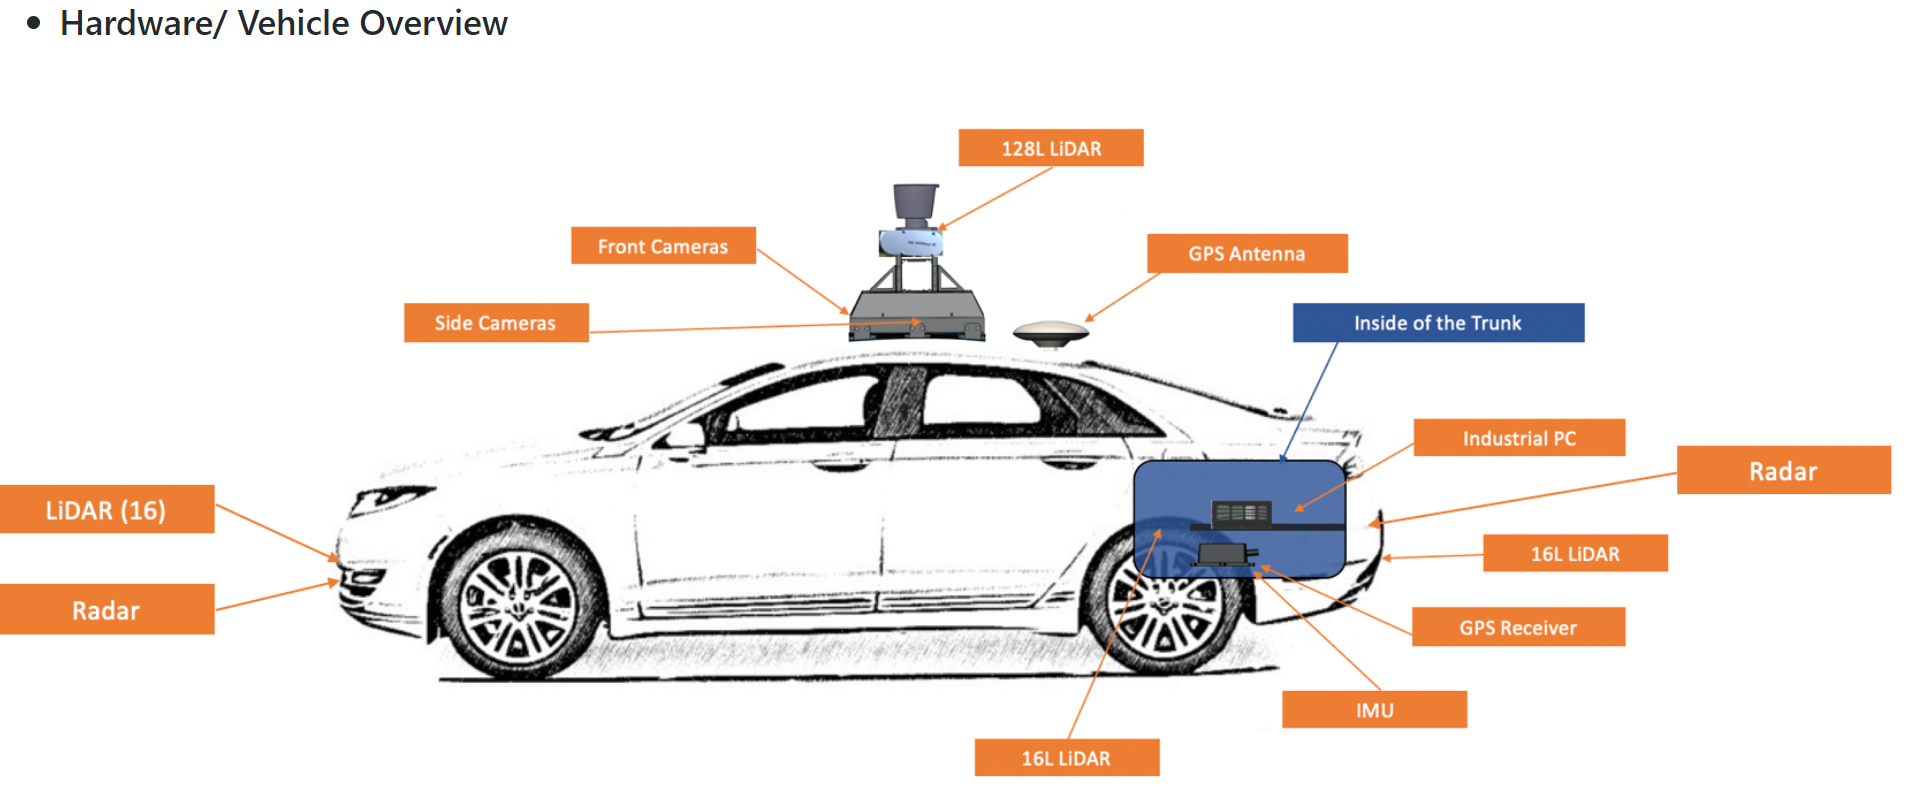 • Hardware/ Vehicle Overview
128L LiDAR
Front Cameras
GPS Antenna
Side Cameras
Inside of the Trunk
Industrial PC
Radar
LiDAR (16)
16L LiDAR
Radar
GPS Receiver
IMU
16L LiDAR